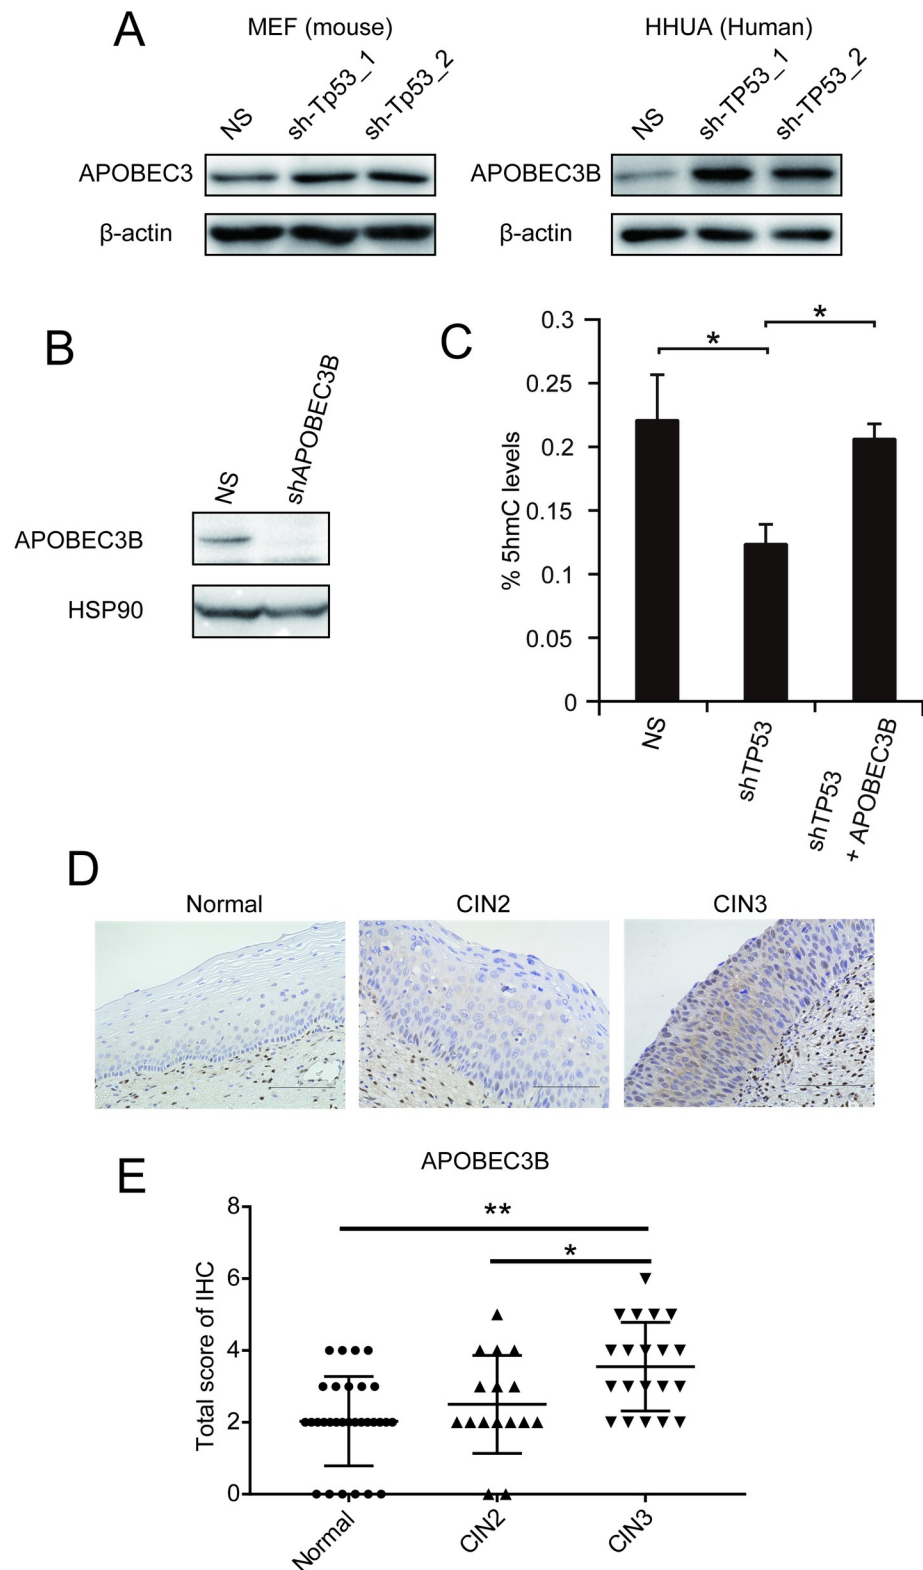 A
MEF (mouse)
HHUA (Human)
NS
sh-Tp53_1
sh-Tp53_2
NS
sh-TP53_1
sh-TP53_2
APOBEC3
β-actin
APOBEC3B
β-actin
B
NS
shAPOBEC3B
APOBEC3B
HSP90
C
% 5hmC levels
0.3
0.25
0.2
0.15
0.1
0.05
0
*
*
NS
shTP53
shTP53
+ APOBEC3B
D
Normal
CIN2
CIN3
E
APOBEC3B
Total score of IHC
8
6
4
2
0
**
*
Normal
CIN2
CIN3